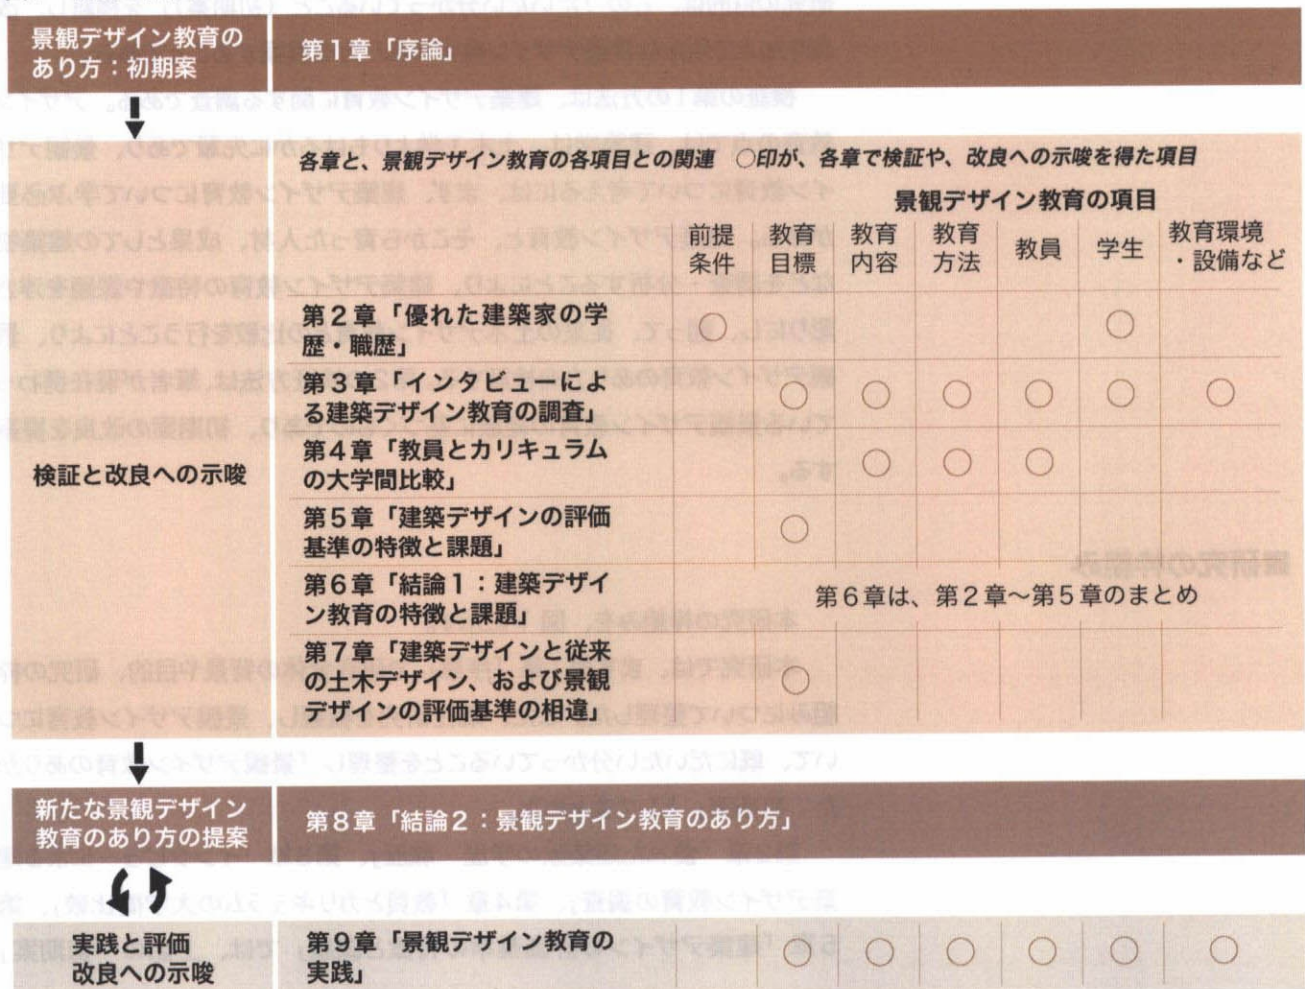 景観デザイン教育の
あり方：初期案
第1章「序論」
各章と、景観デザイン教育の各項目との関連　○印が、各章で検証や、改良への示唆を得た項目
景観デザイン教育の項目
前提
条件
教育
目標
教育
内容
教育
方法
教員
学生
教育環境
・設備など
検証と改良への示唆
第2章「優れた建築家の学
歴・職歴」
○ ○
第3章「インタビューによ
る建築デザイン教育の調査」
○ ○ ○ ○ ○ ○
第4章「教員とカリキュラム
の大学間比較」
○ ○ ○
第5章「建築デザインの評価
基準の特徴と課題」
○
第6章「結論1：建築デザイ
ン教育の特徴と課題」
第6章は、第2章～第5章のまとめ
第7章「建築デザインと従来
の土木デザイン、および景観
デザインの評価基準の相違」
○
新たな景観デザイン
教育のあり方の提案
第8章「結論2：景観デザイン教育のあり方」
実践と評価
改良への示唆
第9章「景観デザイン教育の
実践」
○ ○ ○ ○ ○ ○